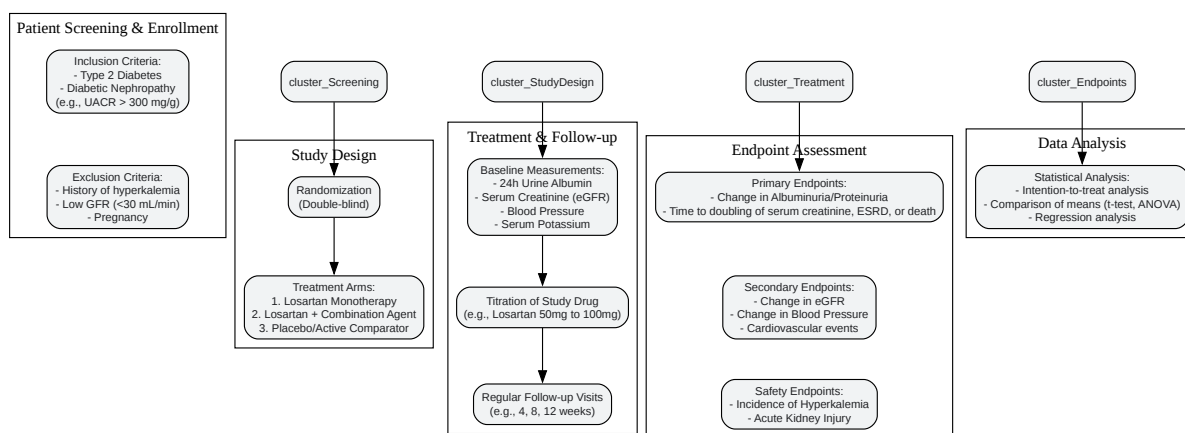 Patient Screening & Enrollment
Inclusion Criteria:
- Type 2 Diabetes
- Diabetic Nephropathy
(e.g., UACR > 300 mg/g)
Exclusion Criteria:
- History of hyperkalemia
- Low GFR (<30 mL/min)
- Pregnancy
cluster_Screening
Study Design
Randomization
(Double-blind)
Treatment Arms:
1. Losartan Monotherapy
2. Losartan + Combination Agent
3. Placebo/Active Comparator
cluster_StudyDesign
Treatment & Follow-up
Baseline Measurements:
- 24h Urine Albumin
- Serum Creatinine (eGFR)
- Blood Pressure
- Serum Potassium
Titration of Study Drug
(e.g., Losartan 50mg to 100mg)
Regular Follow-up Visits
(e.g., 4, 8, 12 weeks)
cluster_Treatment
Endpoint Assessment
Primary Endpoints:
- Change in Albuminuria/Proteinuria
- Time to doubling of serum creatinine, ESRD, or death
Secondary Endpoints:
- Change in eGFR
- Change in Blood Pressure
- Cardiovascular events
Safety Endpoints:
- Incidence of Hyperkalemia
- Acute Kidney Injury
cluster_Endpoints
Data Analysis
Statistical Analysis:
- Intention-to-treat analysis
- Comparison of means (t-test, ANOVA)
- Regression analysis